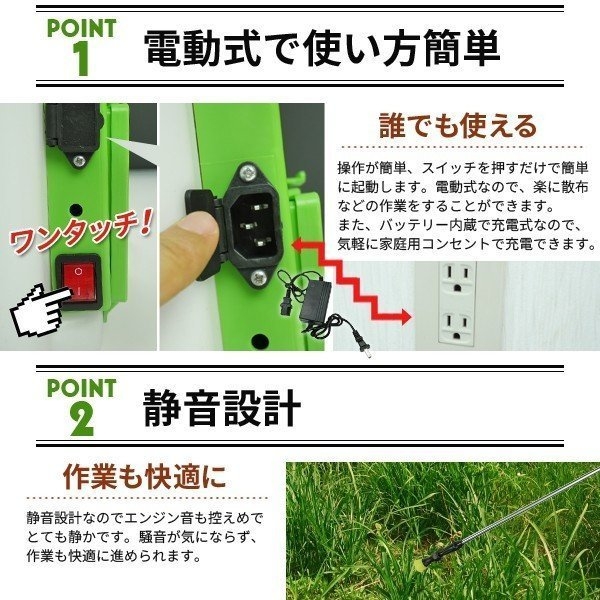 POINT
1
電動式で使い方簡単
ワンタッチ!
誰でも使える
操作が簡単、スイッチを押すだけで簡単
に起動します。電動式なので、楽に散布
などの作業をすることができます。
また、バッテリー内蔵で充電式なので、
気軽に家庭用コンセントで充電できます。
POINT
2
静音設計
作業も快適に
静音設計なのでエンジン音も控えめで
とても静かです。騒音が気にならず、
作業も快適に進められます。